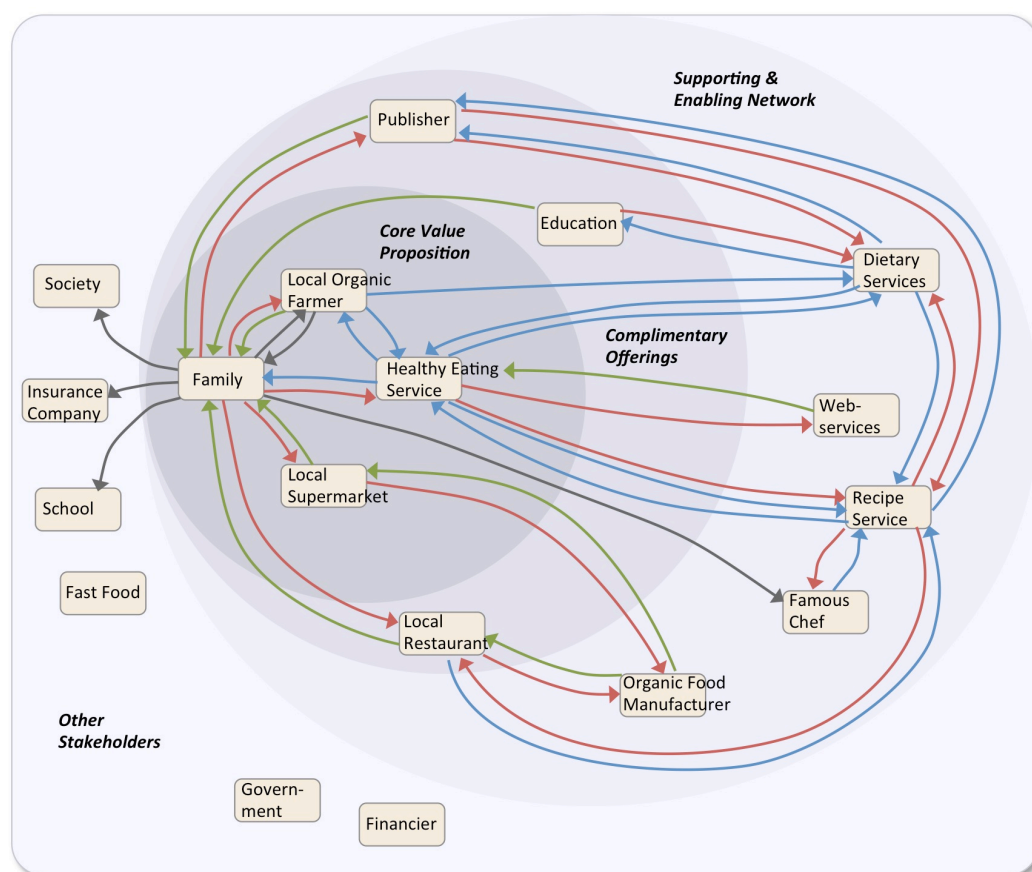 Supporting &
Enabling Network
Publisher
Education
Core Value
Proposition
Dietary
Services
Local Organic
Farmer
Society
Complimentary
Offerings
Family
Healthy Eating
Service
Insurance
Company
Web-
services
Local
Supermarket
School
Recipe
Service
Fast Food
Famous
Chef
Local
Restaurant
Organic Food
Manufacturer
Other
Stakeholders
Govern-
ment
Financier